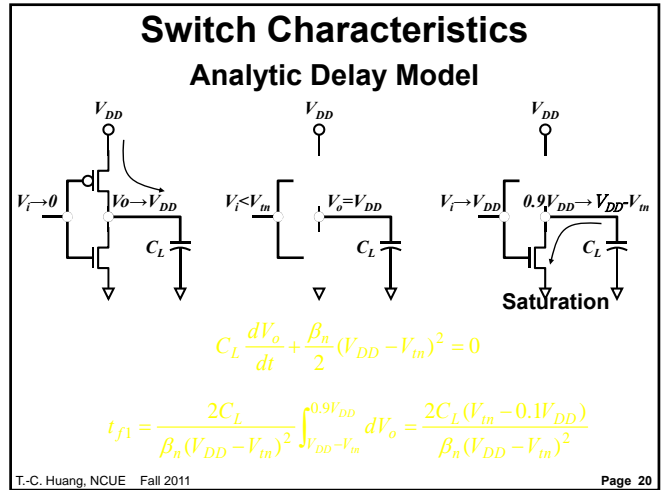 Switch Characteristics
Analytic Delay Model
V_DD V_DD V_DD
V_i→0 Vo→V_DD V_i<V_tn V_o=V_DD V_i→V_DD 0.9V_DD→V_DD-V_tn
C_L C_L C_L
Saturation
C_L dV_o/dt + β_n/2 (V_DD − V_tn)^2 = 0
t_f1 = 2C_L / β_n(V_DD − V_tn)^2 ∫_{V_DD−V_tn}^{0.9V_DD} dV_o = 2C_L(V_tn − 0.1V_DD) / β_n(V_DD − V_tn)^2
T.-C. Huang, NCUE Fall 2011 Page 20